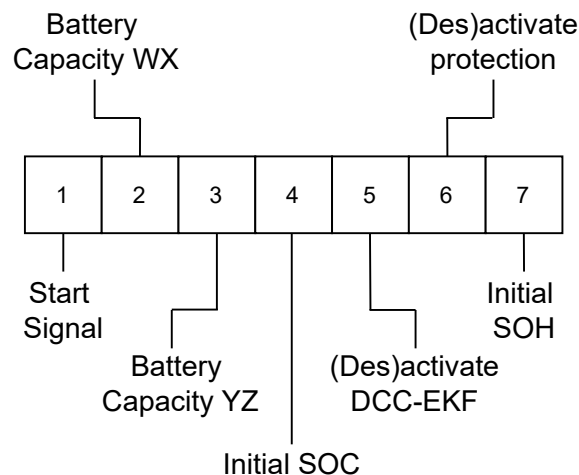 Battery
Capacity WX
(Des)activate
protection
1 2 3 4 5 6 7
Start
Signal
Initial
SOH
Battery
Capacity YZ
(Des)activate
DCC-EKF
Initial SOC